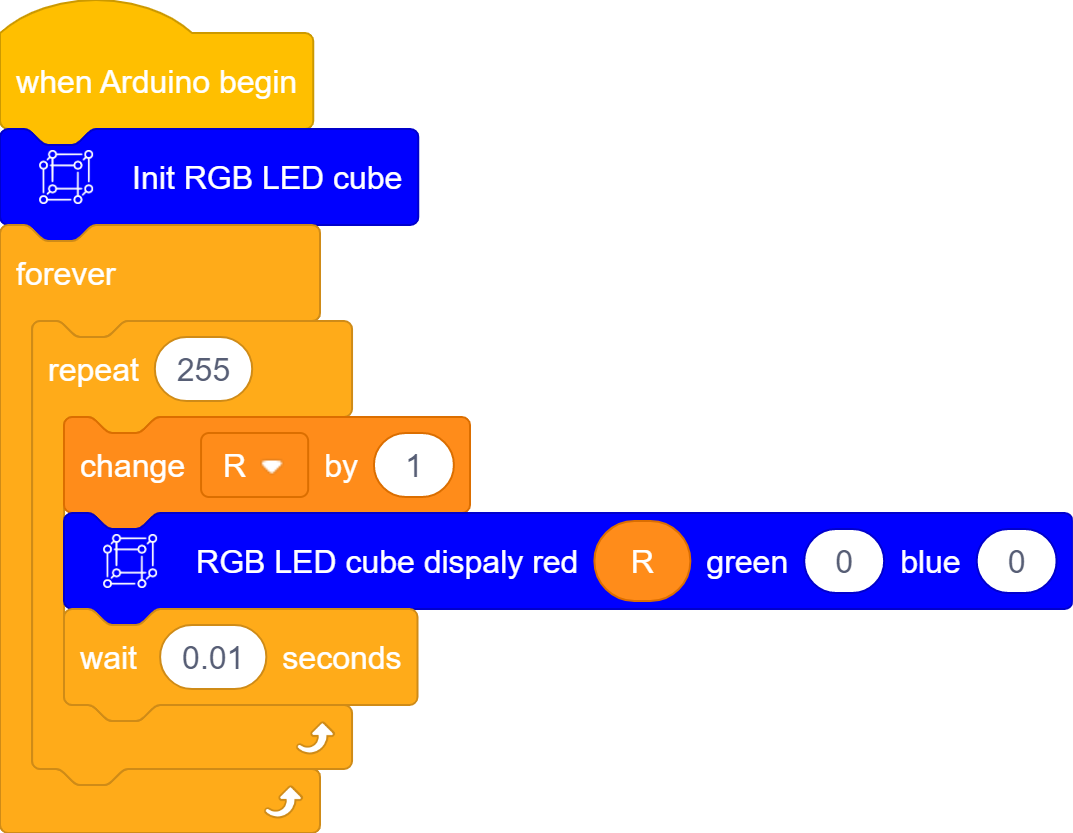 when Arduino begin
Init RGB LED cube
forever
repeat 255
change R by 1
RGB LED cube dispaly red R green 0 blue 0
wait 0.01 seconds